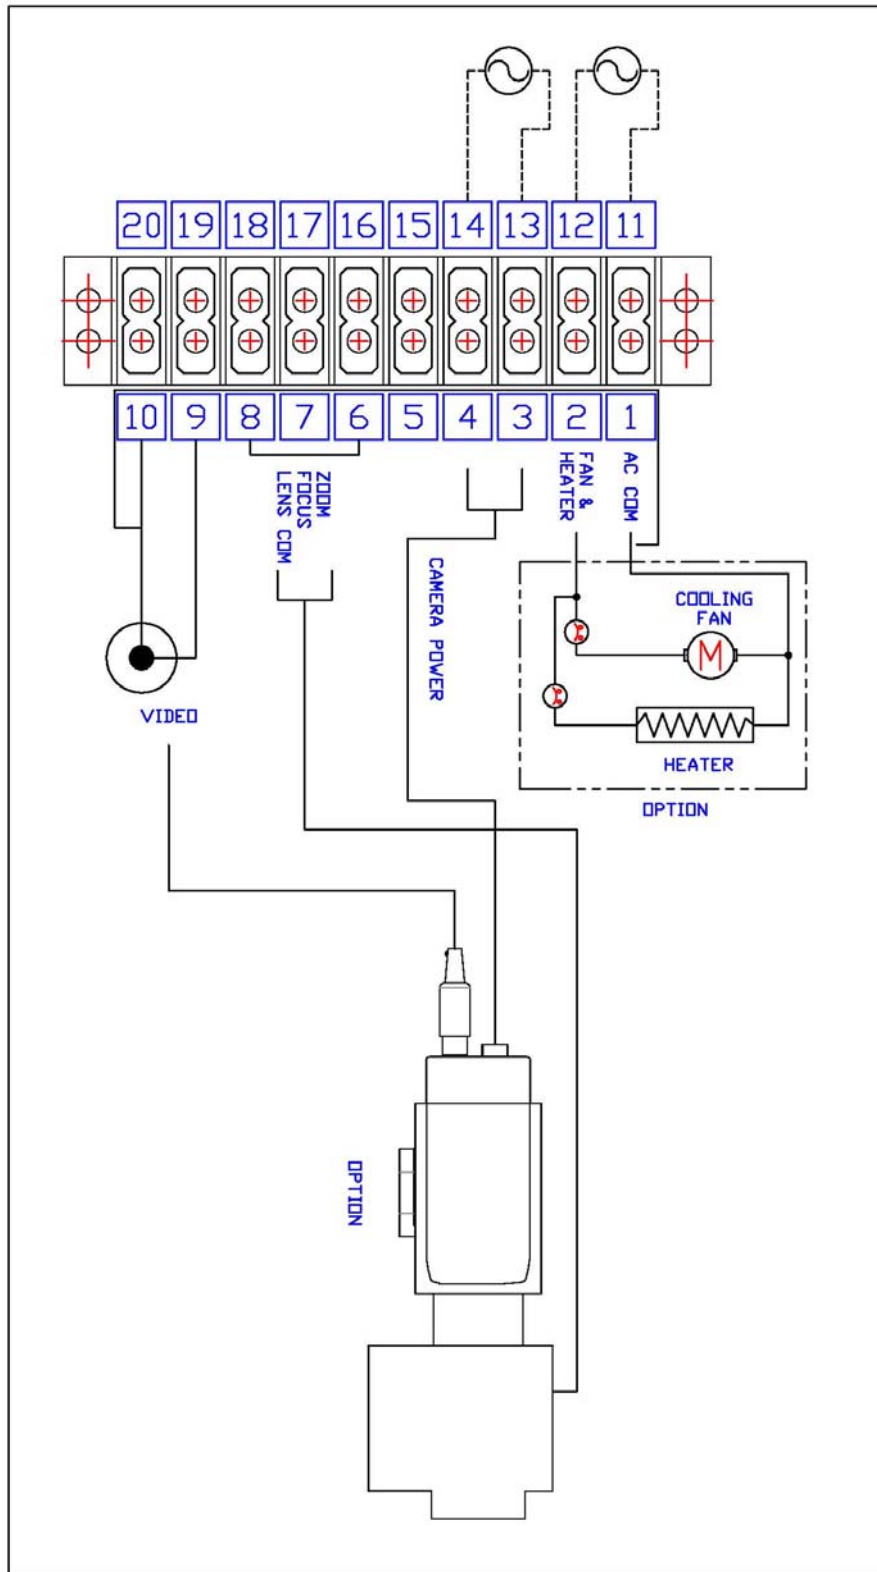 20 19 18 17 16 15 14 13 12 11
10 9 8 7 6 5 4 3 2 1
ZOOM
FOCUS
LENS COM
FAN &
HEATER
AC COM
CAMERA POWER
COOLING
FAN
M
HEATER
OPTION
VIDEO
OPTION